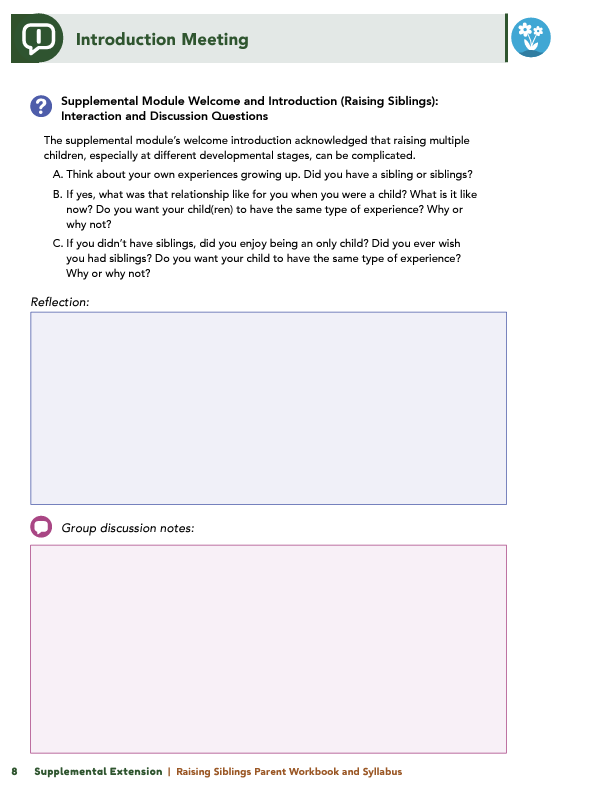 Introduction Meeting
?
Supplemental Module Welcome and Introduction (Raising Siblings):
Interaction and Discussion Questions
The supplemental module’s welcome introduction acknowledged that raising multiple
children, especially at different developmental stages, can be complicated.
A. Think about your own experiences growing up. Did you have a sibling or siblings?
B. If yes, what was that relationship like for you when you were a child? What is it like
now? Do you want your child(ren) to have the same type of experience? Why or
why not?
C. If you didn’t have siblings, did you enjoy being an only child? Did you ever wish
you had siblings? Do you want your child to have the same type of experience?
Why or why not?
Reflection:
Group discussion notes:
8 Supplemental Extension | Raising Siblings Parent Workbook and Syllabus